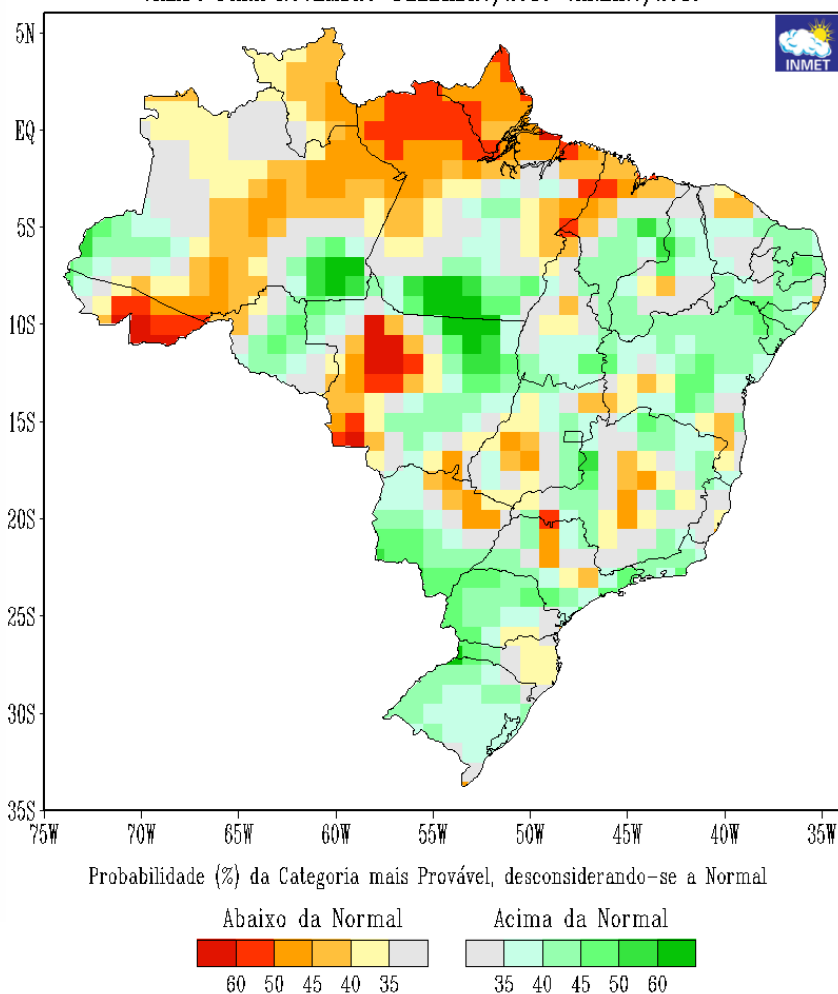 INMET
5N
EQ
5S
10S
15S
20S
25S
30S
35S
75W 70W 65W 60W 55W 50W 45W 40W 35W
Probabilidade (%) da Categoria mais Provável, desconsiderando-se a Normal
Abaixo da Normal Acima da Normal
60 50 45 40 35 35 40 45 50 60